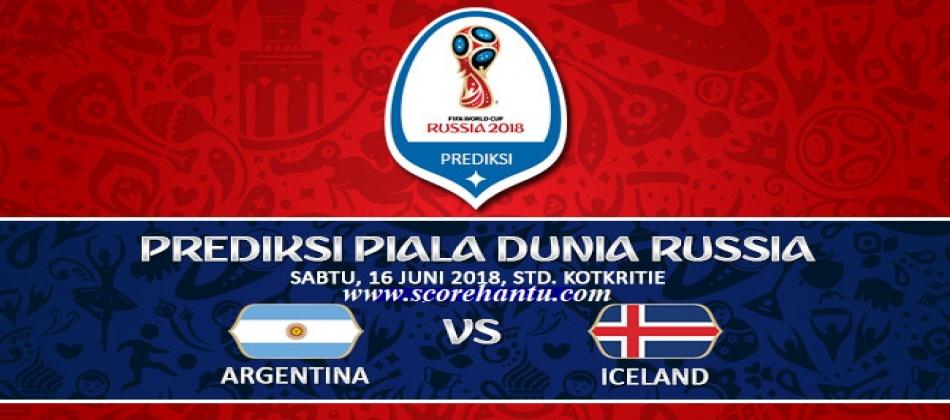 FIFA WORLD CUP
RUSSIA 2018
PREDIKSI
PREDIKSI PIALA DUNIA RUSSIA
SABTU, 16 JUNI 2018, STD. KOTKRITIE
www.scorehantu.com
VS
ARGENTINA
ICELAND